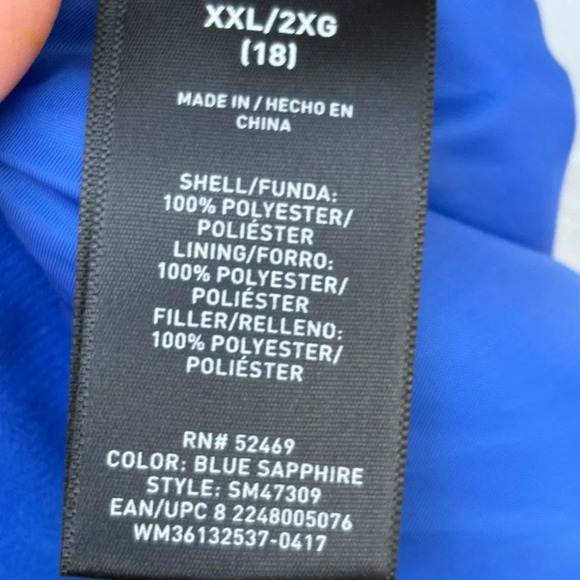 XXL/2XG
(18)
MADE IN / HECHO EN
CHINA
SHELL/FUNDA:
100% POLYESTER/
POLIÉSTER
LINING/FORRO:
100% POLYESTER/
POLIÉSTER
FILLER/RELLENO:
100% POLYESTER/
POLIÉSTER
RN# 52469
COLOR: BLUE SAPPHIRE
STYLE: SM47309
EAN/UPC 8 2248005076
WM36132537-0417